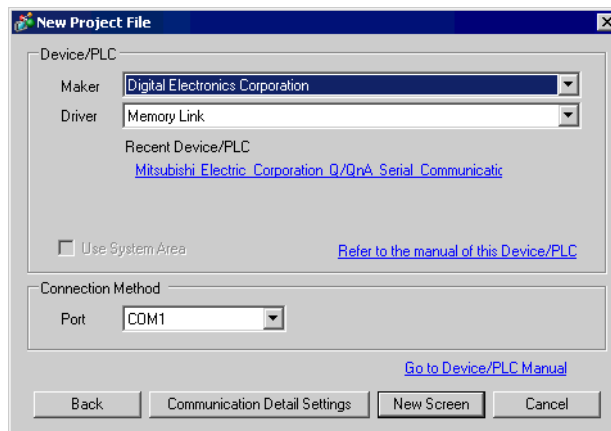 New Project File
Device/PLC
Maker Digital Electronics Corporation
Driver Memory Link
Recent Device/PLC
Mitsubishi Electric Corporation Q/QnA Serial Communicatic
Use System Area Refer to the manual of this Device/PLC
Connection Method
Port COM1
Go to Device/PLC Manual
Back Communication Detail Settings New Screen Cancel